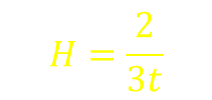 H = 2/3t